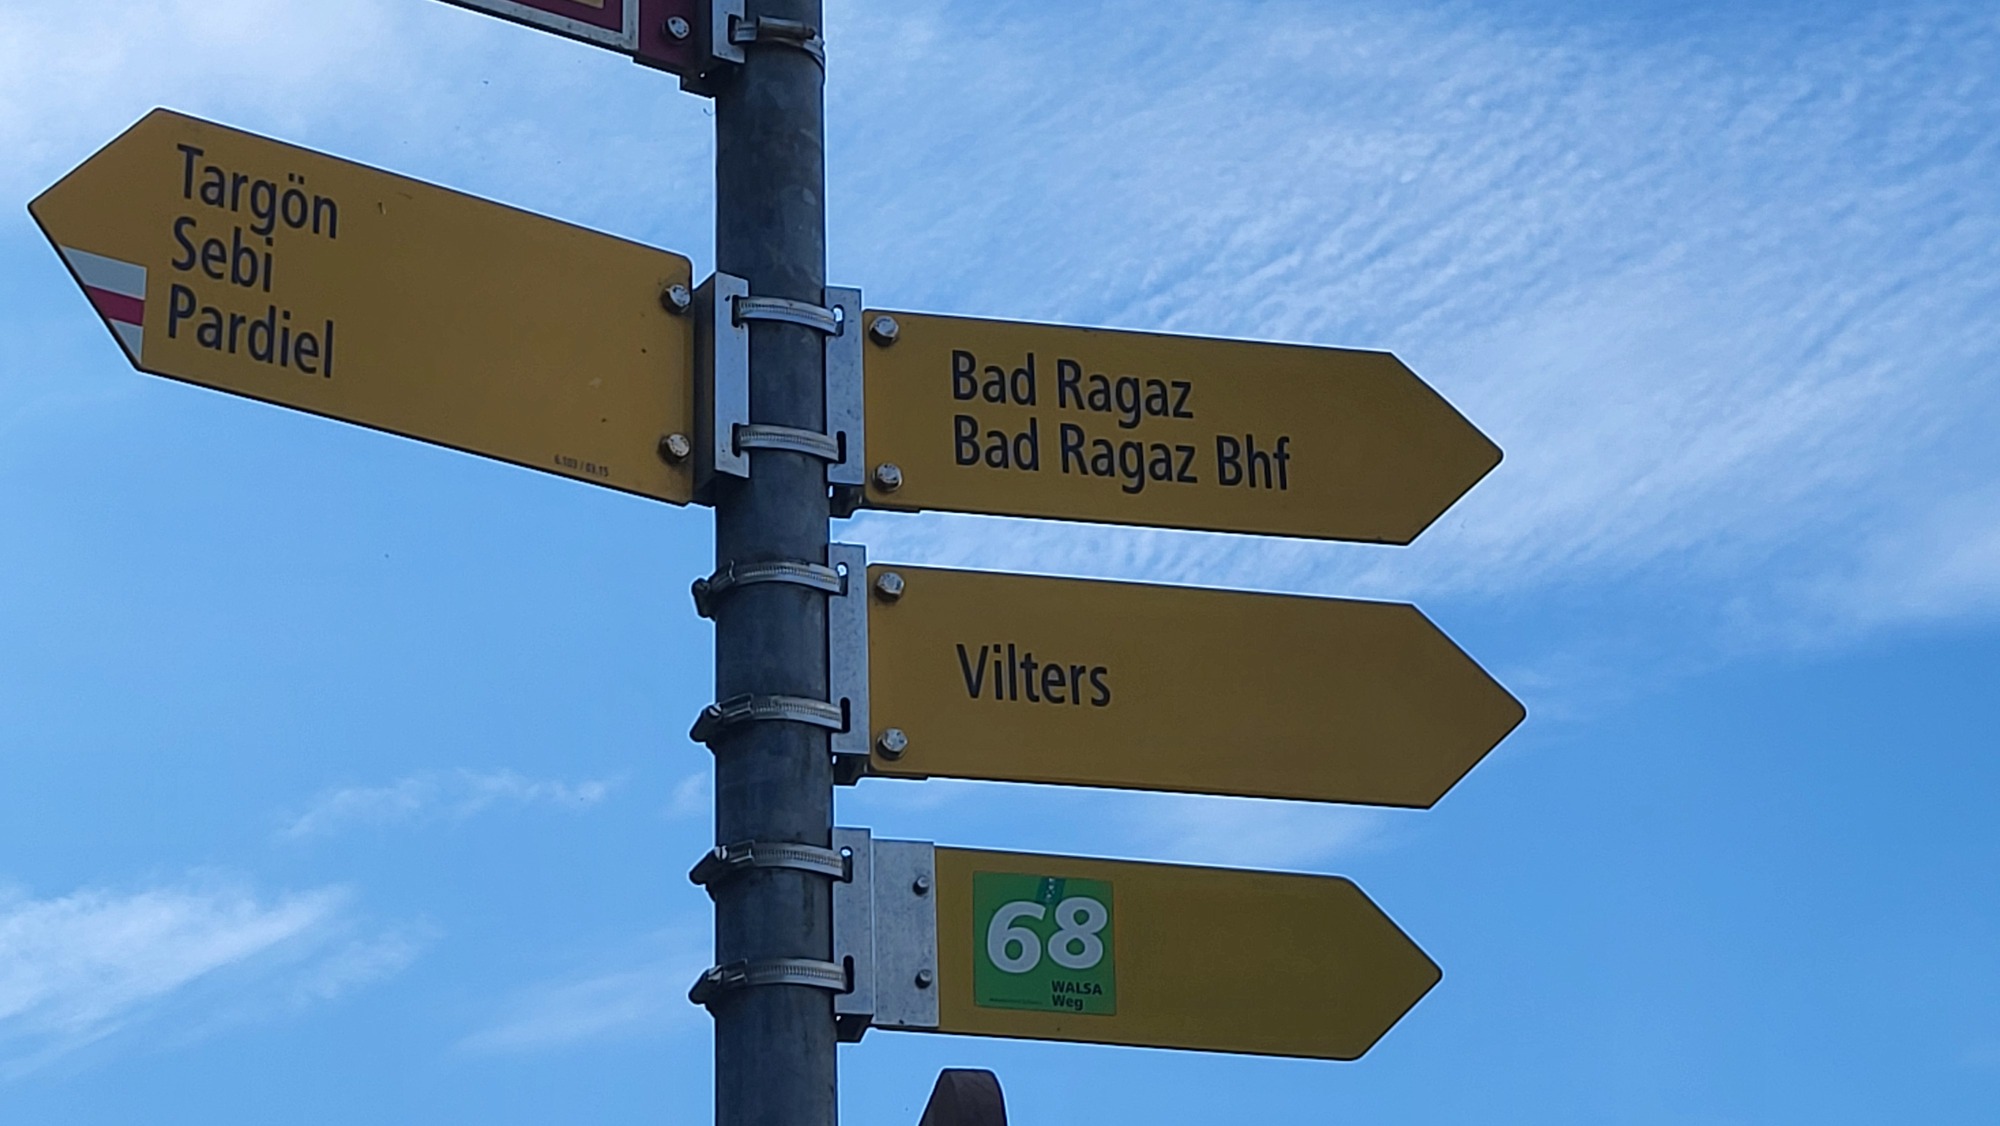 Targön
Sebi
Pardiel
Bad Ragaz
Bad Ragaz Bhf
Vilters
68
WALSA
Weg